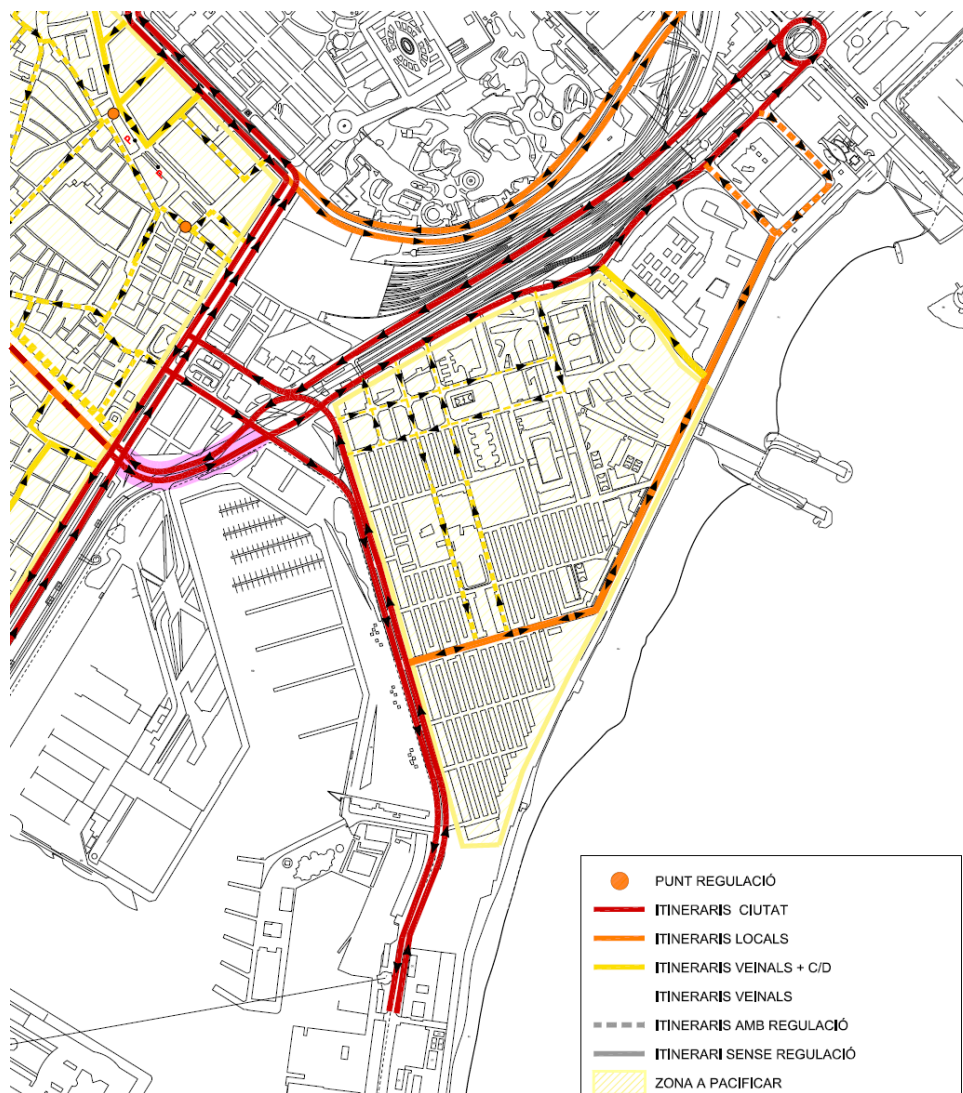 PUNT REGULACIÓ
ITINERARIS CIUTAT
ITINERARIS LOCALS
ITINERARIS VEINALS + C/D
ITINERARIS VEINALS
ITINERARIS AMB REGULACIÓ
ITINERARI SENSE REGULACIÓ
ZONA A PACIFICAR